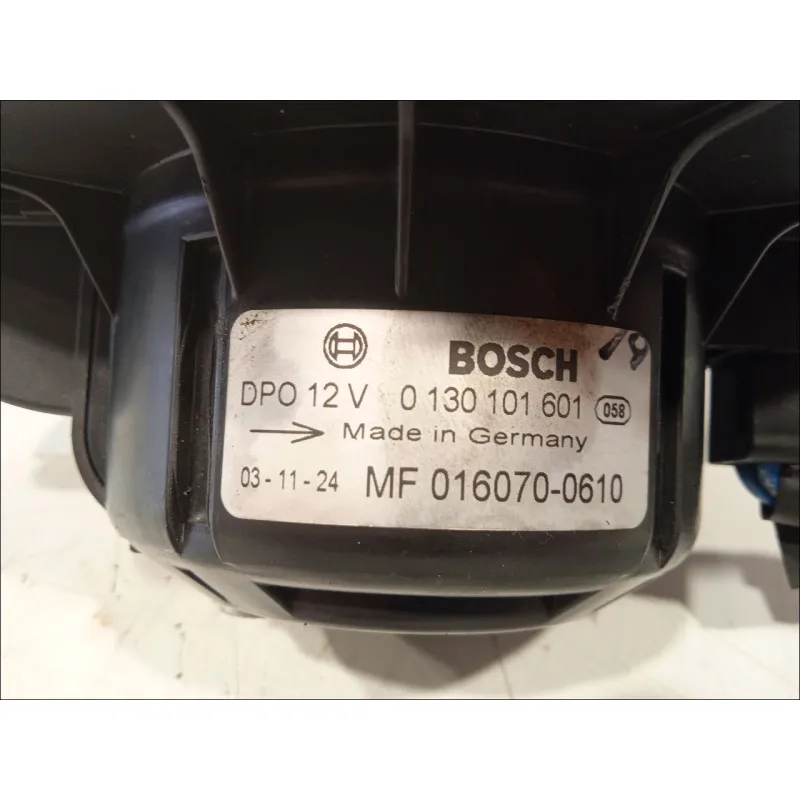 BOSCH
DPO 12 V 0 130 101 601 058
Made in Germany
03-11-24 MF 016070-0610